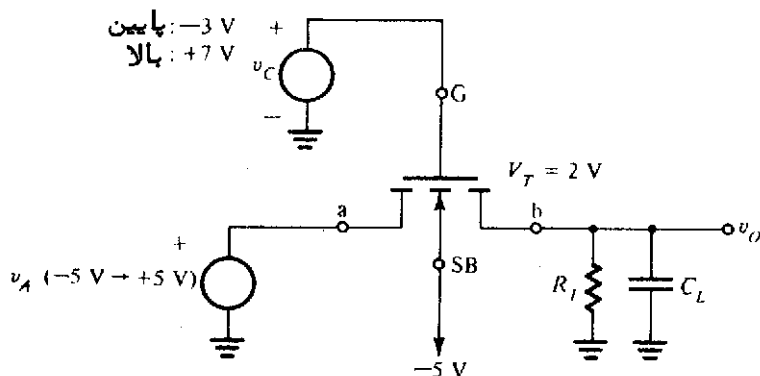 پایین: −3 V
بالا: +7 V
+
v_C
−
G
V_T = 2 V
a
b
v_O
+
v_A (−5 V → +5 V)
SB
R_l
C_L
−5 V